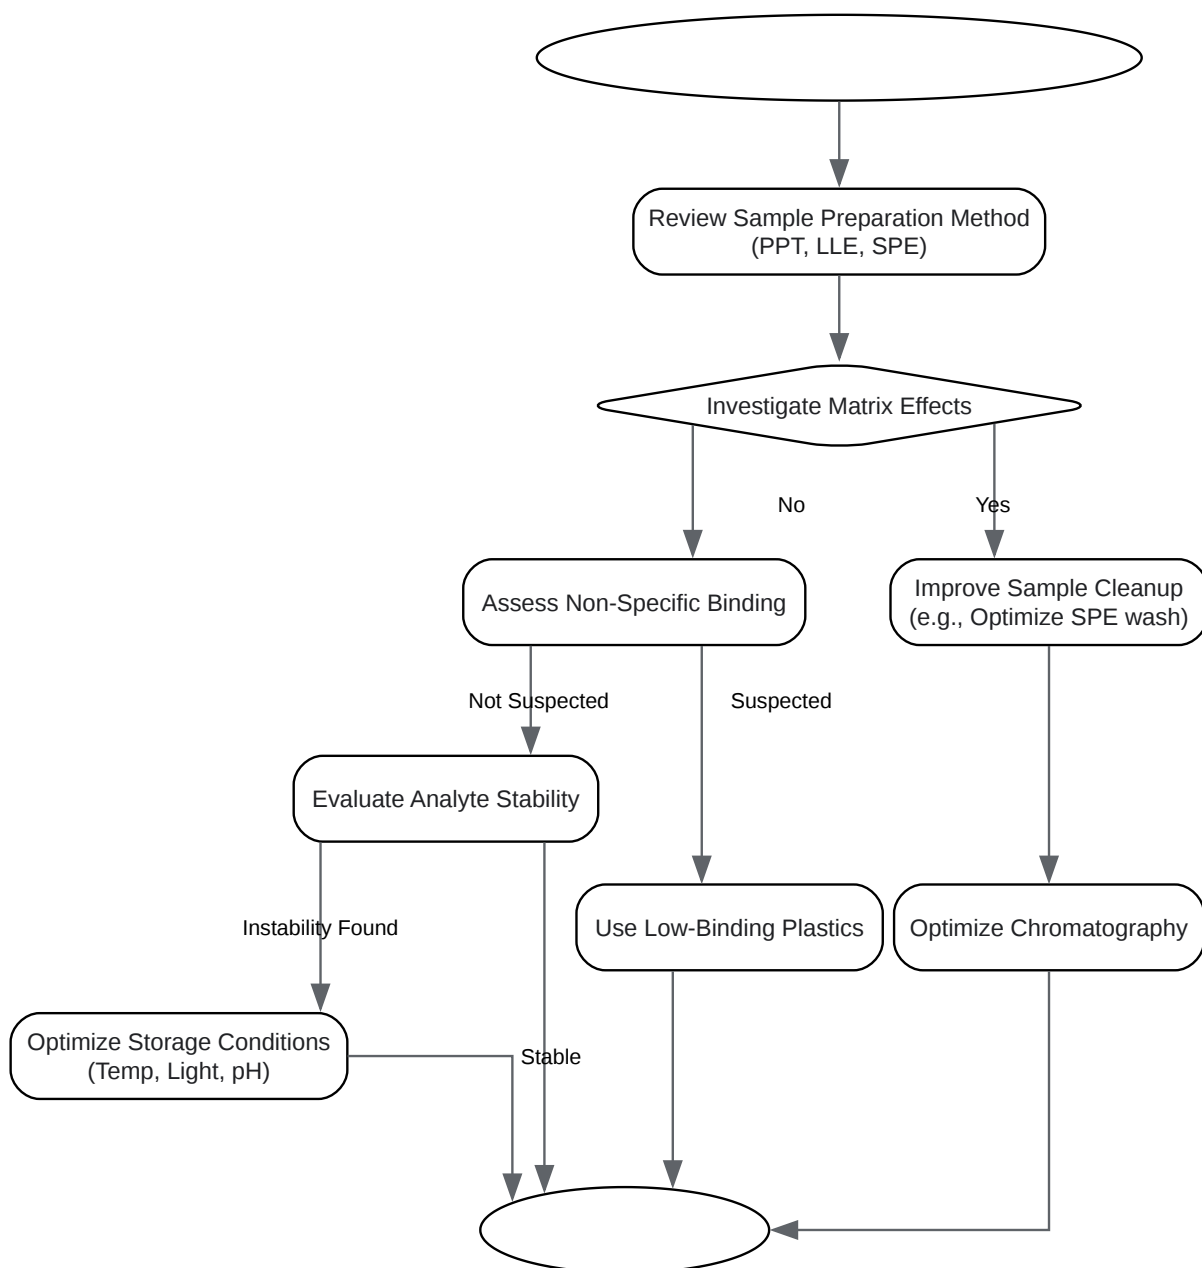 Review Sample Preparation Method
(PPT, LLE, SPE)
Investigate Matrix Effects
No
Yes
Assess Non-Specific Binding
Improve Sample Cleanup
(e.g., Optimize SPE wash)
Not Suspected
Suspected
Evaluate Analyte Stability
Instability Found
Use Low-Binding Plastics
Optimize Chromatography
Optimize Storage Conditions
(Temp, Light, pH)
Stable